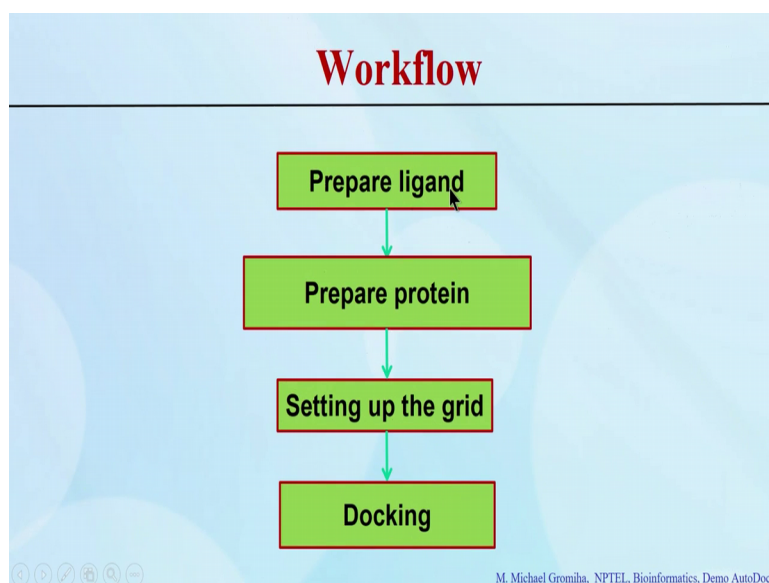 Workflow
Prepare ligand
Prepare protein
Setting up the grid
Docking
M. Michael Gromiha, NPTEL, Bioinformatics, Demo AutoDoc